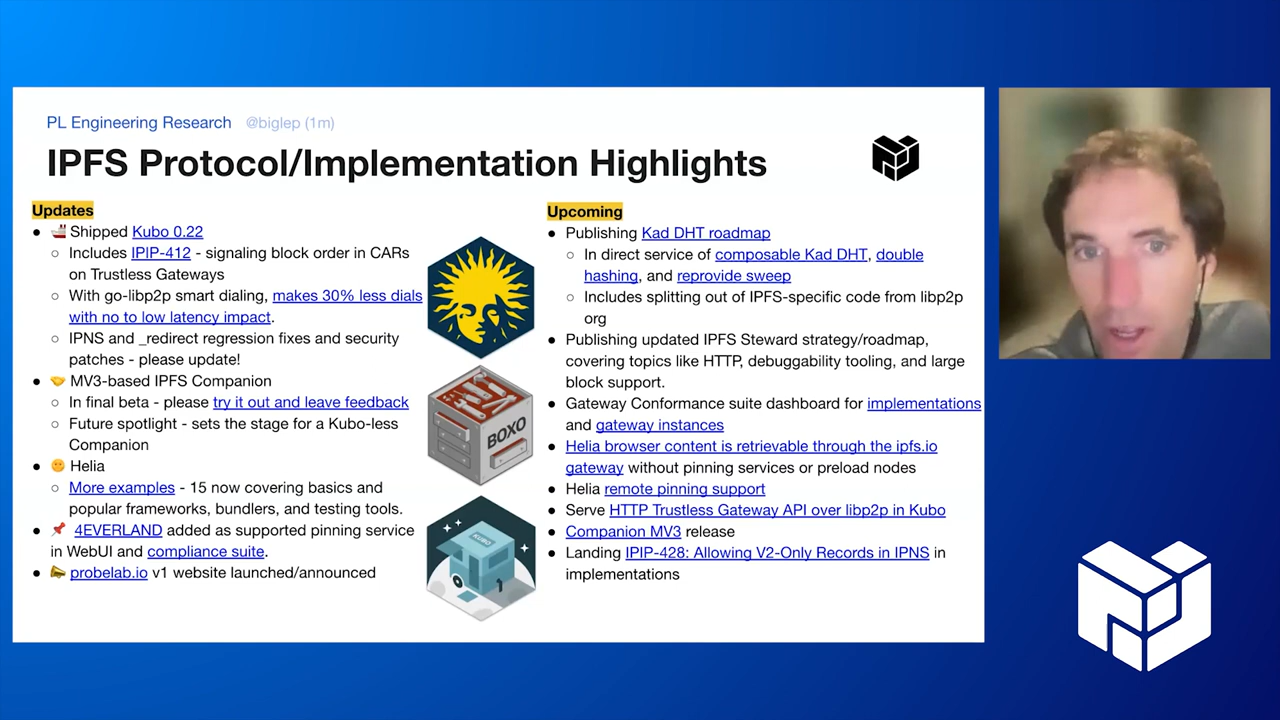 PL Engineering Research @biglep (1m)
IPFS Protocol/Implementation Highlights
Updates
● 🚢 Shipped Kubo 0.22
○ Includes IPIP-412 - signaling block order in CARs
on Trustless Gateways
○ With go-libp2p smart dialing, makes 30% less dials
with no to low latency impact.
○ IPNS and _redirect regression fixes and security
patches - please update!
● 🤝 MV3-based IPFS Companion
○ In final beta - please try it out and leave feedback
○ Future spotlight - sets the stage for a Kubo-less
Companion
● Helia
○ More examples - 15 now covering basics and
popular frameworks, bundlers, and testing tools.
● 📌 4EVERLAND added as supported pinning service
in WebUI and compliance suite.
● 📣 probelab.io v1 website launched/announced
BOXO
KUBO
Upcoming
● Publishing Kad DHT roadmap
○ In direct service of composable Kad DHT, double
hashing, and reprovide sweep
○ Includes splitting out of IPFS-specific code from libp2p
org
● Publishing updated IPFS Steward strategy/roadmap,
covering topics like HTTP, debuggability tooling, and large
block support.
● Gateway Conformance suite dashboard for implementations
and gateway instances
● Helia browser content is retrievable through the ipfs.io
gateway without pinning services or preload nodes
● Helia remote pinning support
● Serve HTTP Trustless Gateway API over libp2p in Kubo
● Companion MV3 release
● Landing IPIP-428: Allowing V2-Only Records in IPNS in
implementations